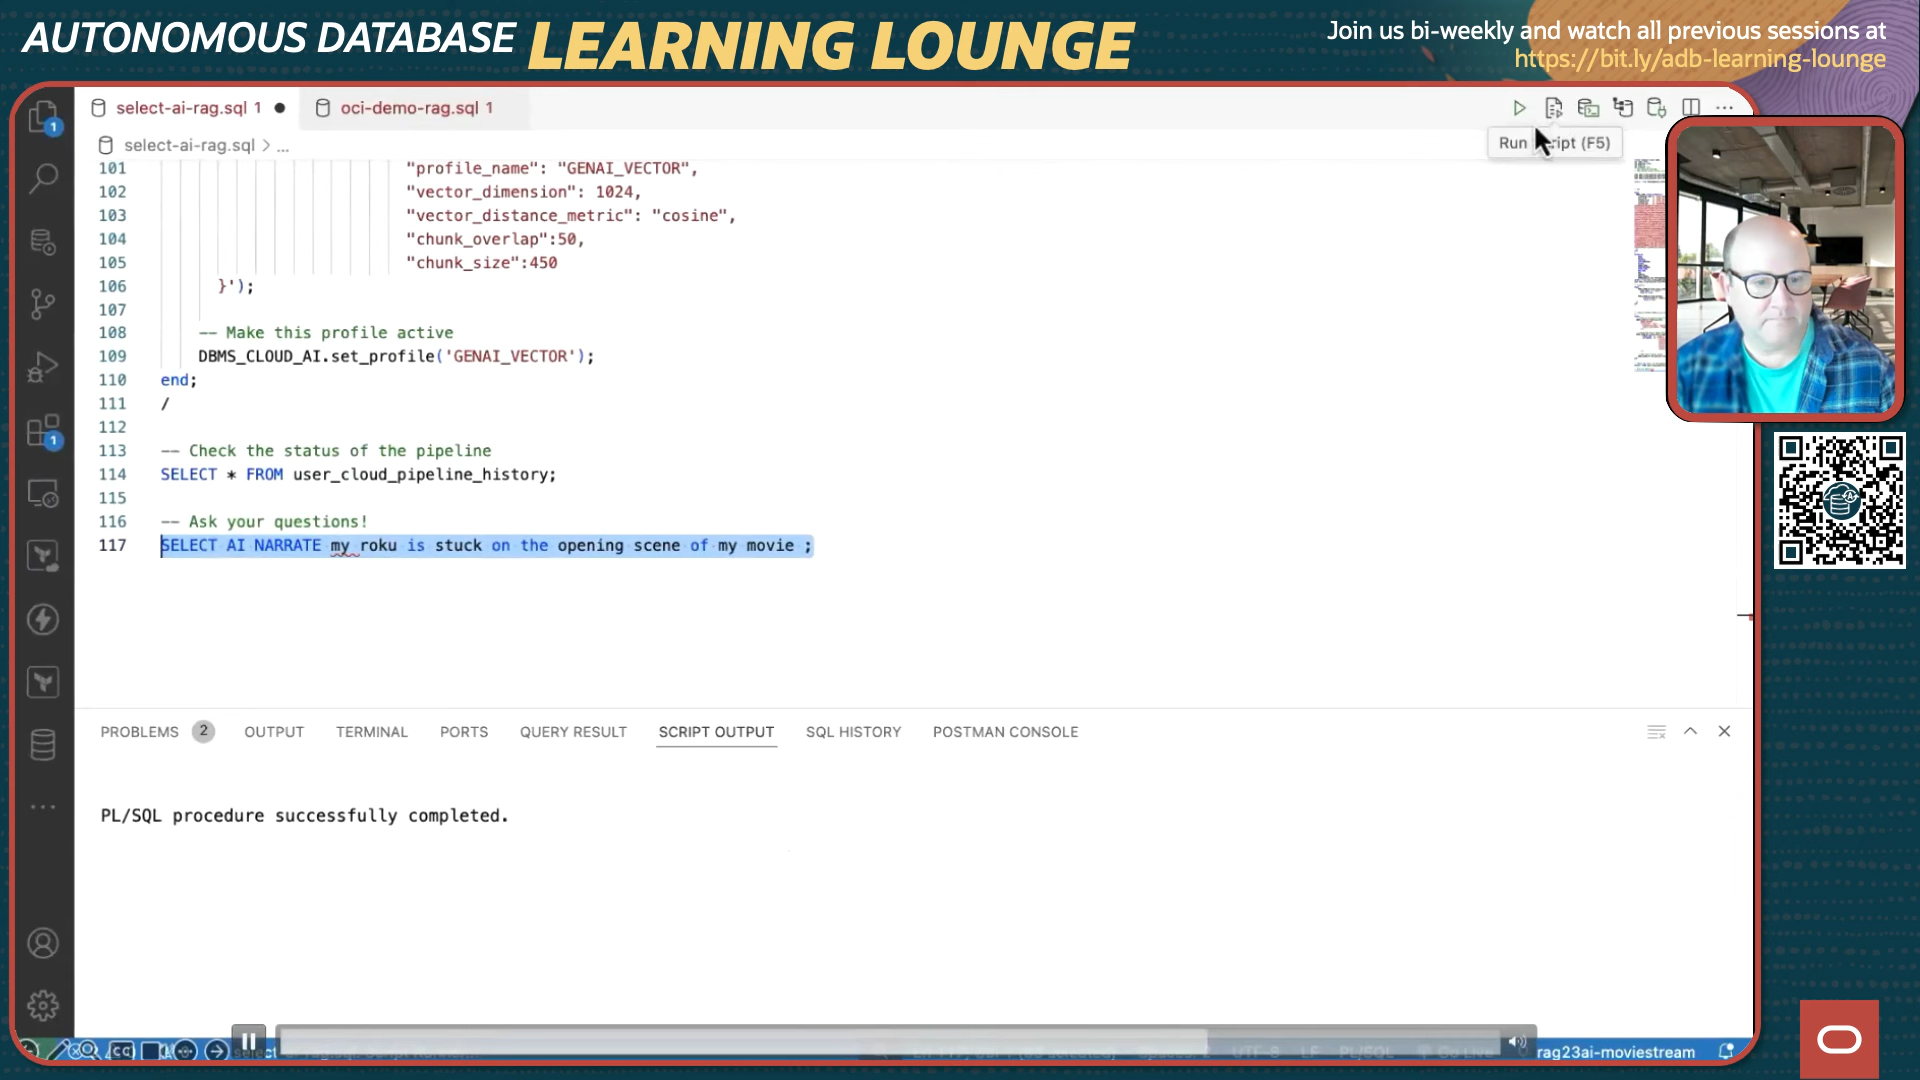 AUTONOMOUS DATABASE LEARNING LOUNGE
Join us bi-weekly and watch all previous sessions at
https://bit.ly/adb-learning-lounge
select-ai-rag.sql 1
oci-demo-rag.sql 1
select-ai-rag.sql > ...
Run Script (F5)
101 "profile_name": "GENAI_VECTOR",
102 "vector_dimension": 1024,
103 "vector_distance_metric": "cosine",
104 "chunk_overlap":50,
105 "chunk_size":450
106 }');
107
108 -- Make this profile active
109 DBMS_CLOUD_AI.set_profile('GENAI_VECTOR');
110 end;
111 /
112
113 -- Check the status of the pipeline
114 SELECT * FROM user_cloud_pipeline_history;
115
116 -- Ask your questions!
117 SELECT AI NARRATE my roku is stuck on the opening scene of my movie ;
1
1
PROBLEMS 2 OUTPUT TERMINAL PORTS QUERY RESULT SCRIPT OUTPUT SQL HISTORY POSTMAN CONSOLE
PL/SQL procedure successfully completed.
rag23ai-moviestream